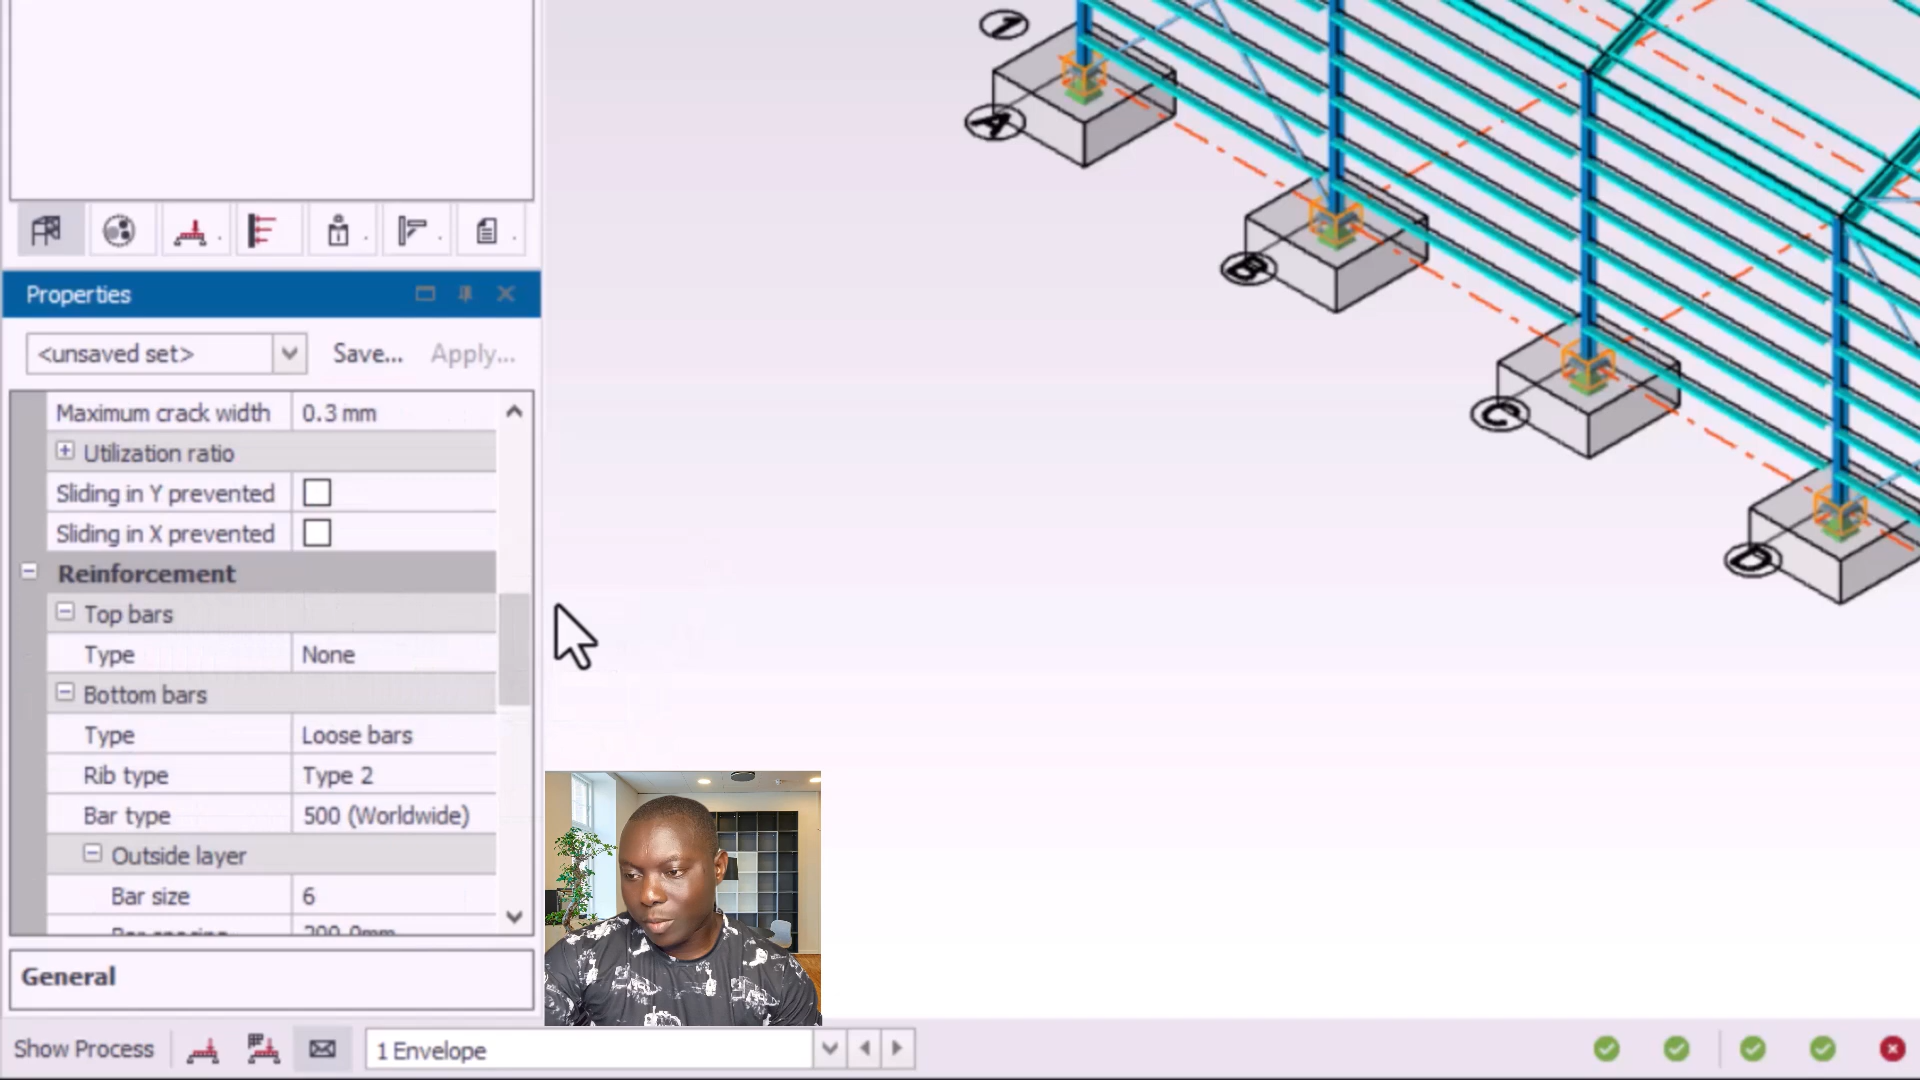 1
A
B
C
D
Properties
<unsaved set>
Save...
Apply...
Maximum crack width 0.3 mm
Utilization ratio
Sliding in Y prevented
Sliding in X prevented
Reinforcement
Top bars
Type None
Bottom bars
Type Loose bars
Rib type Type 2
Bar type 500 (Worldwide)
Outside layer
Bar size 6
General
Show Process
1 Envelope